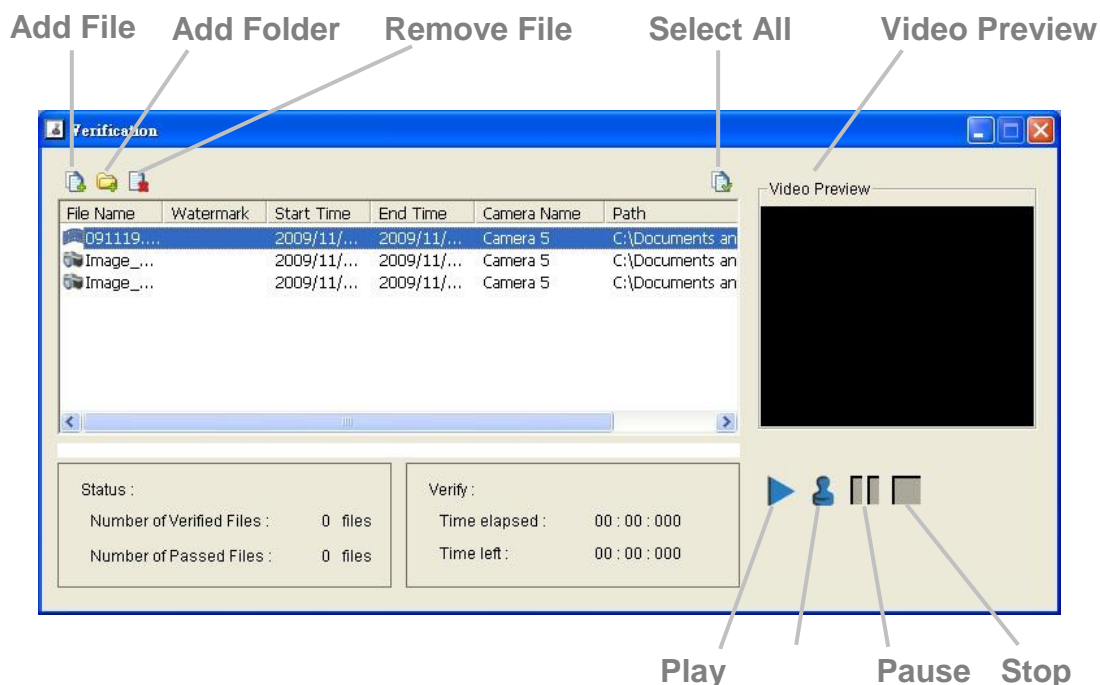 Add File Add Folder Remove File Select All Video Preview
Verification
Video Preview
File Name Watermark Start Time End Time Camera Name Path
091119.... 2009/11/... 2009/11/... Camera 5 C:\Documents an
Image_... 2009/11/... 2009/11/... Camera 5 C:\Documents an
Image_... 2009/11/... 2009/11/... Camera 5 C:\Documents an
Status :
Number of Verified Files : 0 files
Number of Passed Files : 0 files
Verify :
Time elapsed : 00 : 00 : 000
Time left : 00 : 00 : 000
Play Pause Stop